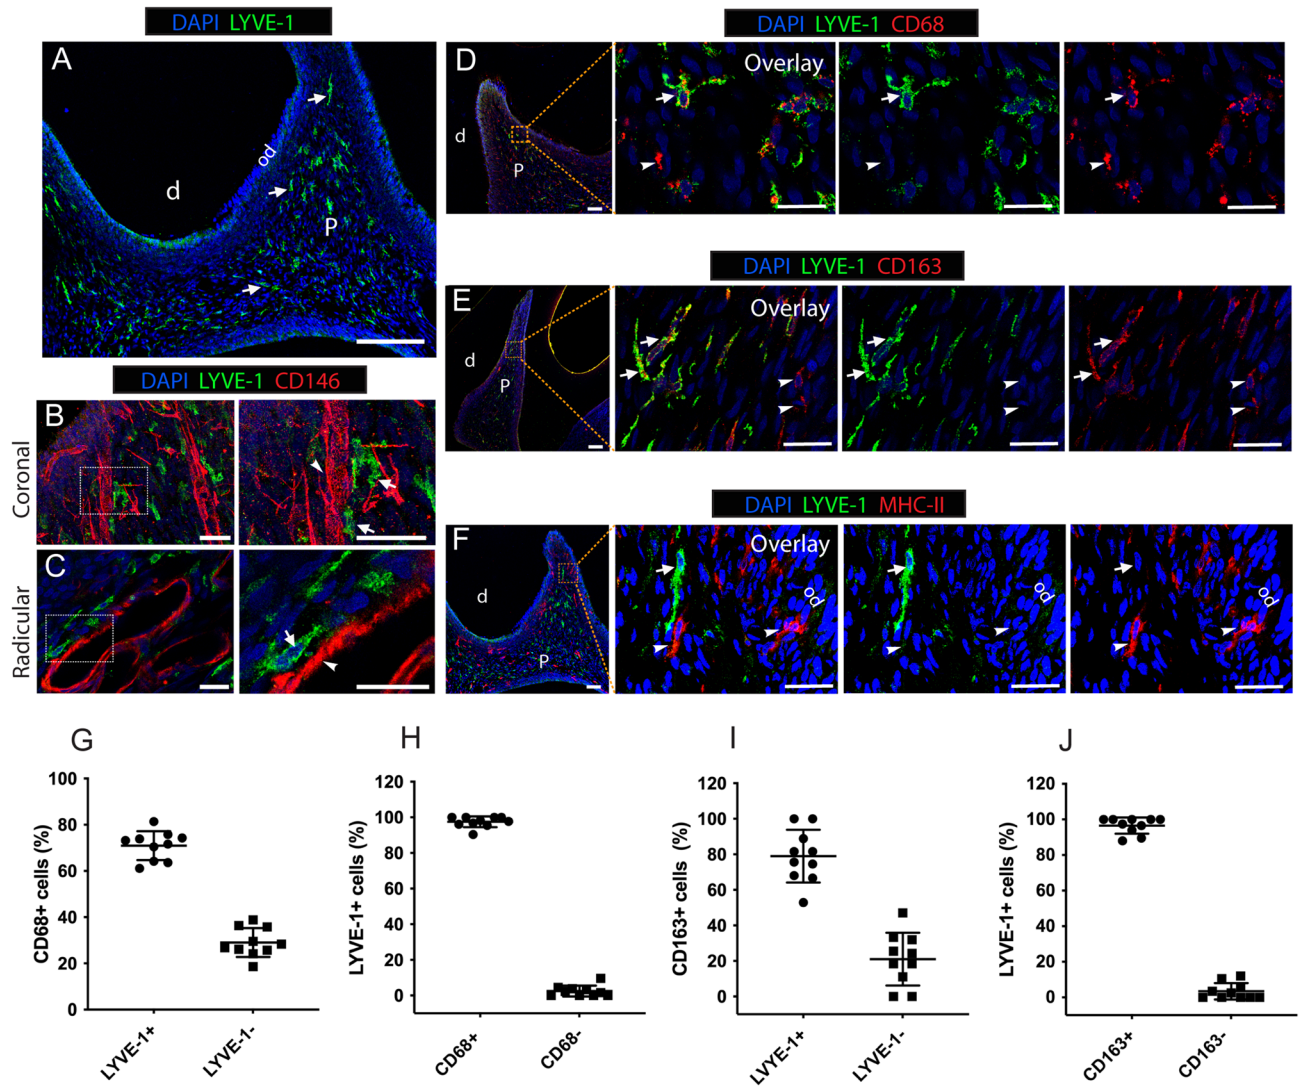 DAPI LYVE-1
A
d
od
P
DAPI LYVE-1 CD146
Coronal
B
Radicular
C
DAPI LYVE-1 CD68
D
d
P
Overlay
DAPI LYVE-1 CD163
E
d
P
Overlay
DAPI LYVE-1 MHC-II
F
d
P
Overlay
od
od
od
G
CD68+ cells (%)
100
80
60
40
20
0
LYVE-1+
LYVE-1-
H
LYVE-1+ cells (%)
120
100
80
60
40
20
0
CD68+
CD68-
I
CD163+ cells (%)
120
100
80
60
40
20
0
LVYE-1+
LYVE-1-
J
LYVE-1+ cells (%)
120
100
80
60
40
20
0
CD163+
CD163-